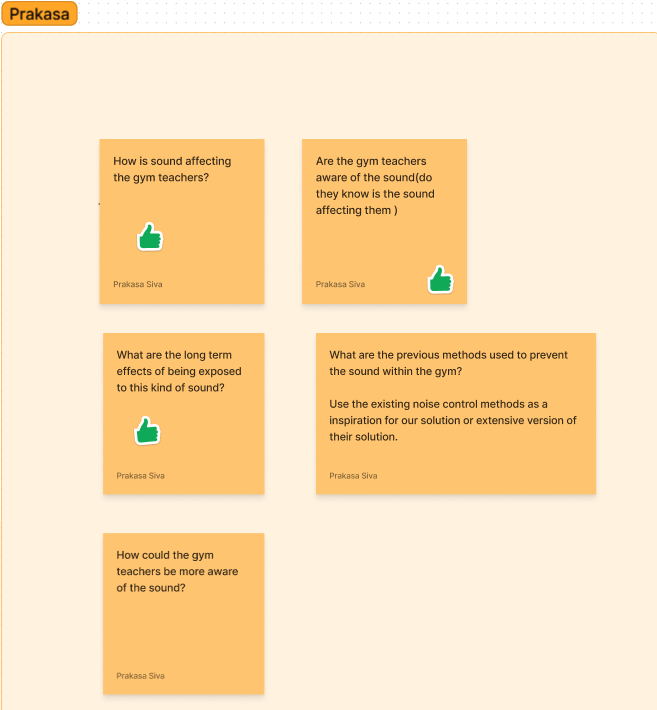 Prakasa
How is sound affecting
the gym teachers?
Prakasa Siva
Are the gym teachers
aware of the sound(do
they know is the sound
affecting them )
Prakasa Siva
What are the long term
effects of being exposed
to this kind of sound?
Prakasa Siva
What are the previous methods used to prevent
the sound within the gym?
Use the existing noise control methods as a
inspiration for our solution or extensive version of
their solution.
Prakasa Siva
How could the gym
teachers be more aware
of the sound?
Prakasa Siva